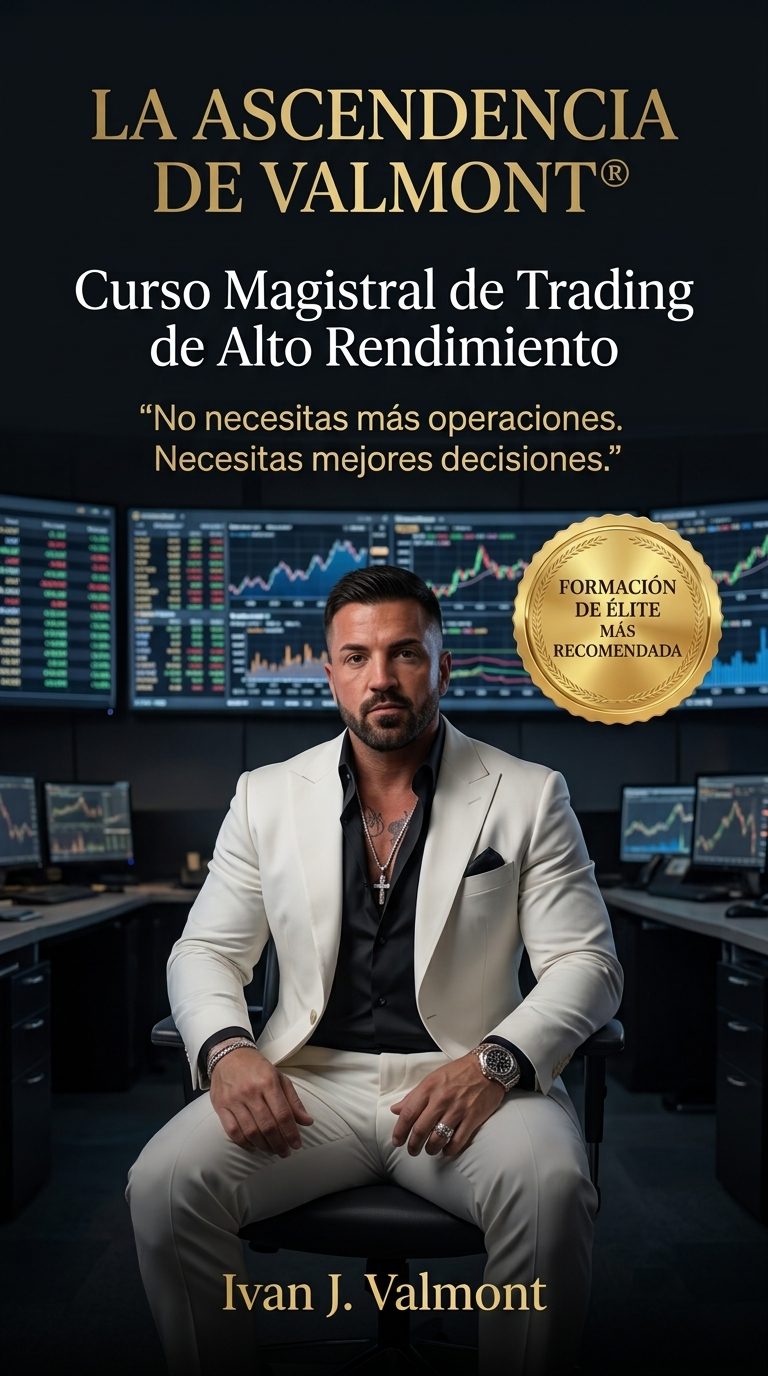 LA ASCENDENCIA
DE VALMONT®
Curso Magistral de Trading
de Alto Rendimiento
“No necesitas más operaciones.
Necesitas mejores decisiones.”
FORMACIÓN
DE ÉLITE
MÁS
RECOMENDADA
Ivan J. Valmont